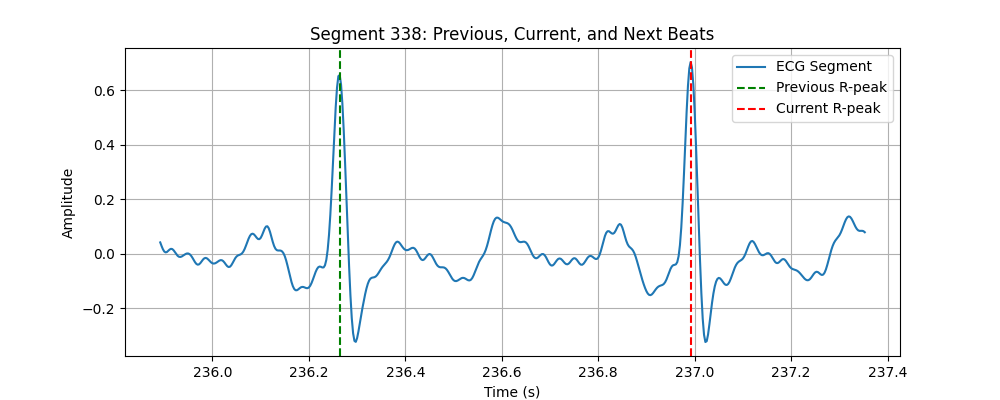 Segment 338: Previous, Current, and Next Beats
ECG Segment
Previous R-peak
Current R-peak
Amplitude
0.6
0.4
0.2
0.0
−0.2
236.0 236.2 236.4 236.6 236.8 237.0 237.2 237.4
Time (s)